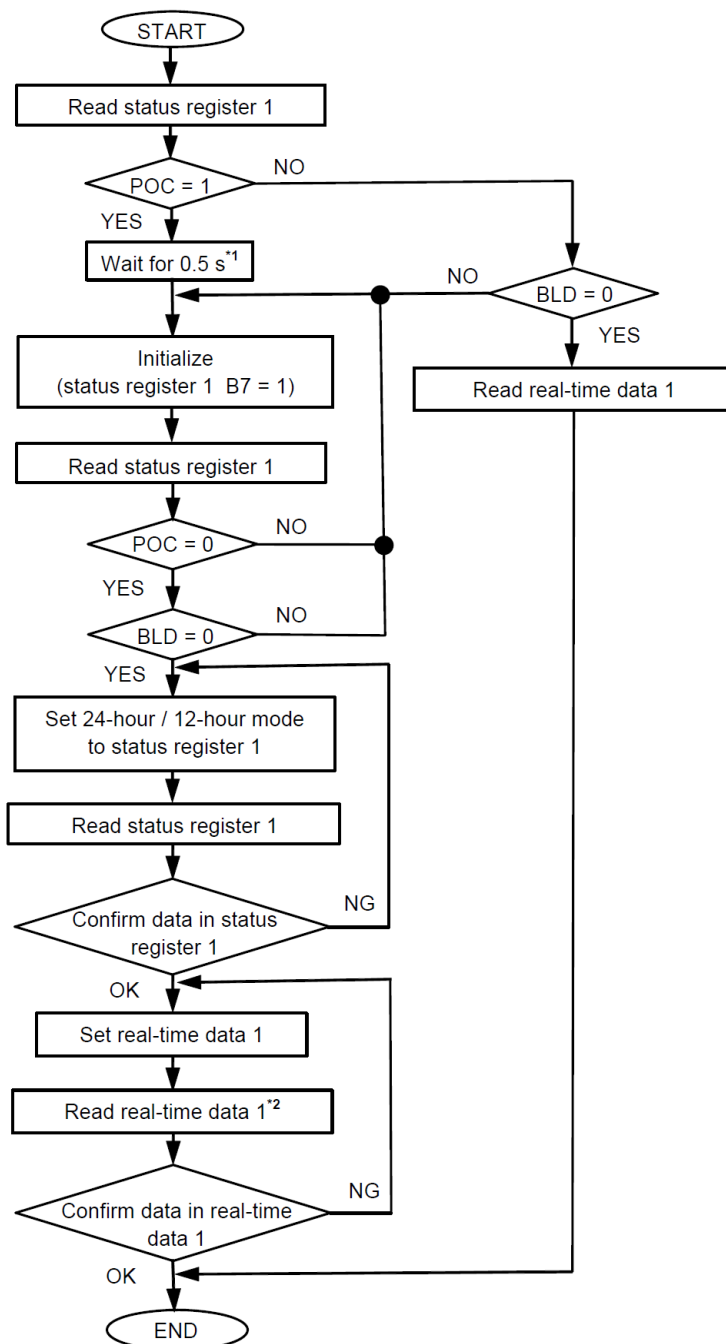 START
Read status register 1
NO
POC = 1
YES
Wait for 0.5 s*1
NO
BLD = 0
YES
Initialize
(status register 1  B7 = 1)
Read real-time data 1
Read status register 1
NO
POC = 0
YES
NO
BLD = 0
YES
Set 24-hour / 12-hour mode
to status register 1
Read status register 1
NG
Confirm data in status
register 1
OK
Set real-time data 1
Read real-time data 1*2
NG
Confirm data in real-time
data 1
OK
END